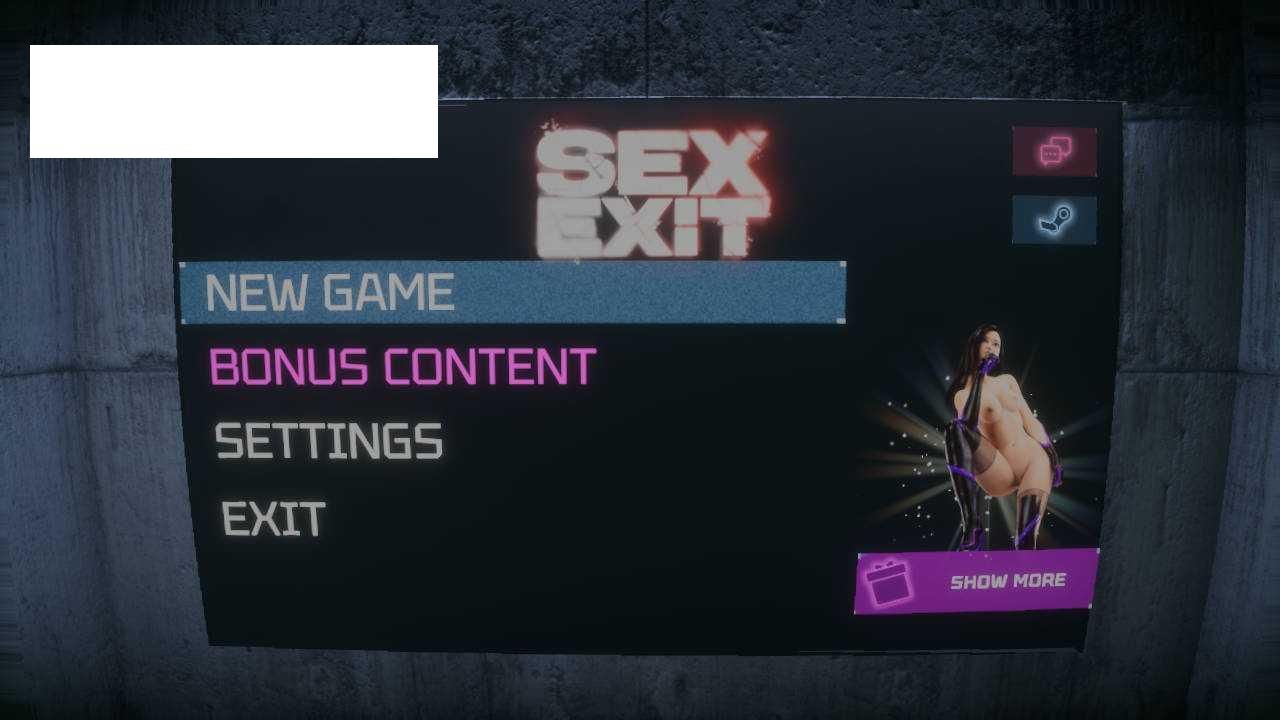 SEX
EXIT
NEW GAME
BONUS CONTENT
SETTINGS
EXIT
SHOW MORE